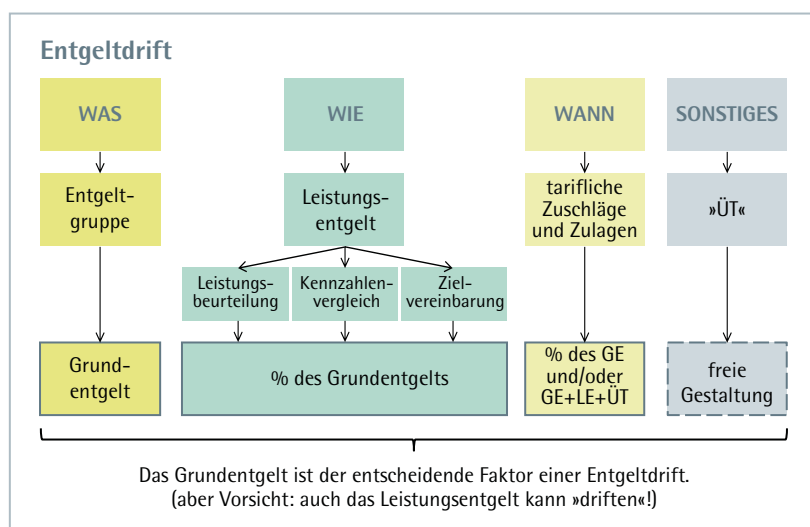 Entgeltdrift
WAS
WIE
WANN
SONSTIGES
Entgelt-
gruppe
Leistungs-
entgelt
tarifliche
Zuschläge
und Zulagen
»ÜT«
Leistungs-
beurteilung
Kennzahlen-
vergleich
Ziel-
vereinbarung
Grund-
entgelt
% des Grundentgelts
% des GE
und/oder
GE+LE+ÜT
freie
Gestaltung
Das Grundentgelt ist der entscheidende Faktor einer Entgeltdrift.
(aber Vorsicht: auch das Leistungsentgelt kann »driften«!)